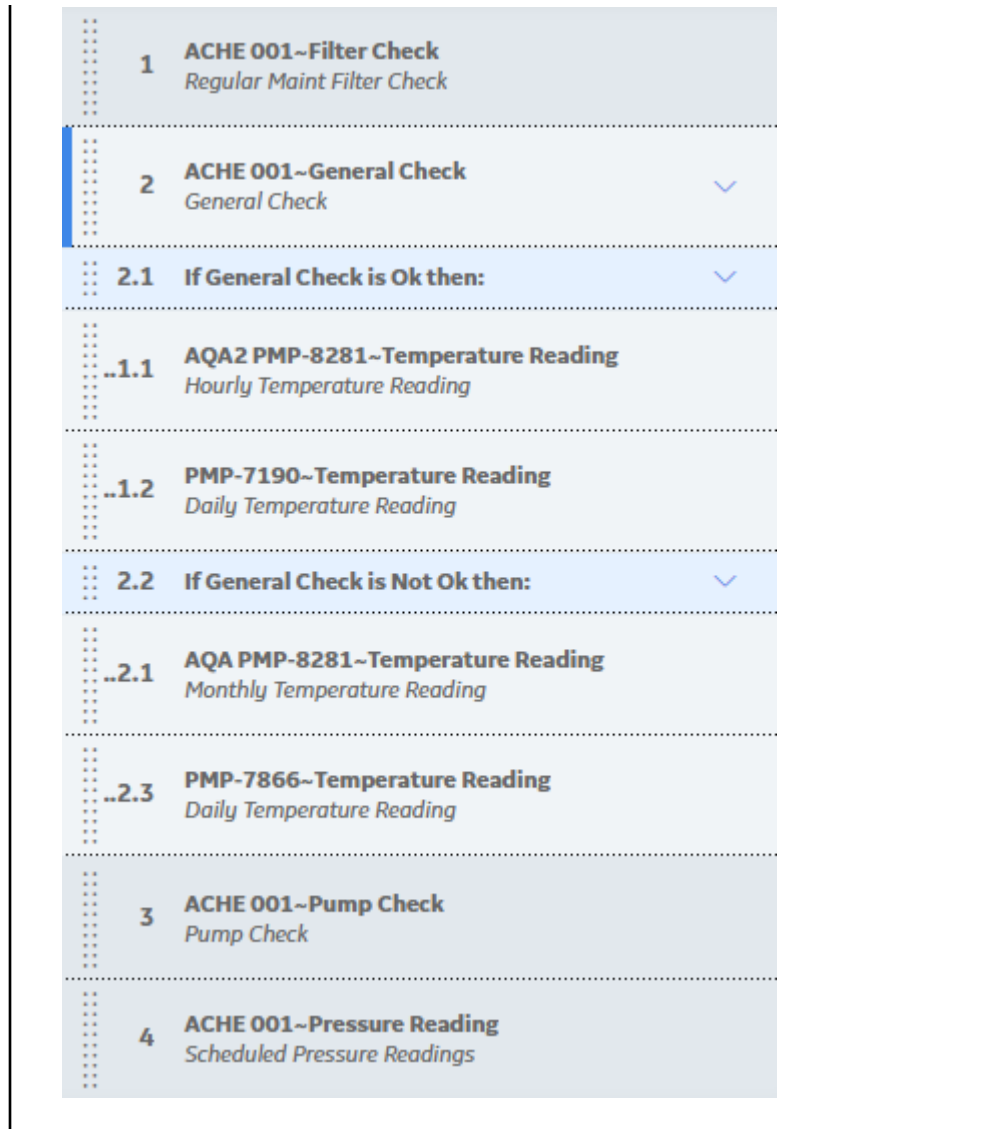 1
ACHE 001~Filter Check
Regular Maint Filter Check
2
ACHE 001~General Check
General Check
2.1 If General Check is Ok then:
..1.1
AQA2 PMP-8281~Temperature Reading
Hourly Temperature Reading
..1.2
PMP-7190~Temperature Reading
Daily Temperature Reading
2.2 If General Check is Not Ok then:
..2.1
AQA PMP-8281~Temperature Reading
Monthly Temperature Reading
..2.3
PMP-7866~Temperature Reading
Daily Temperature Reading
3
ACHE 001~Pump Check
Pump Check
4
ACHE 001~Pressure Reading
Scheduled Pressure Readings